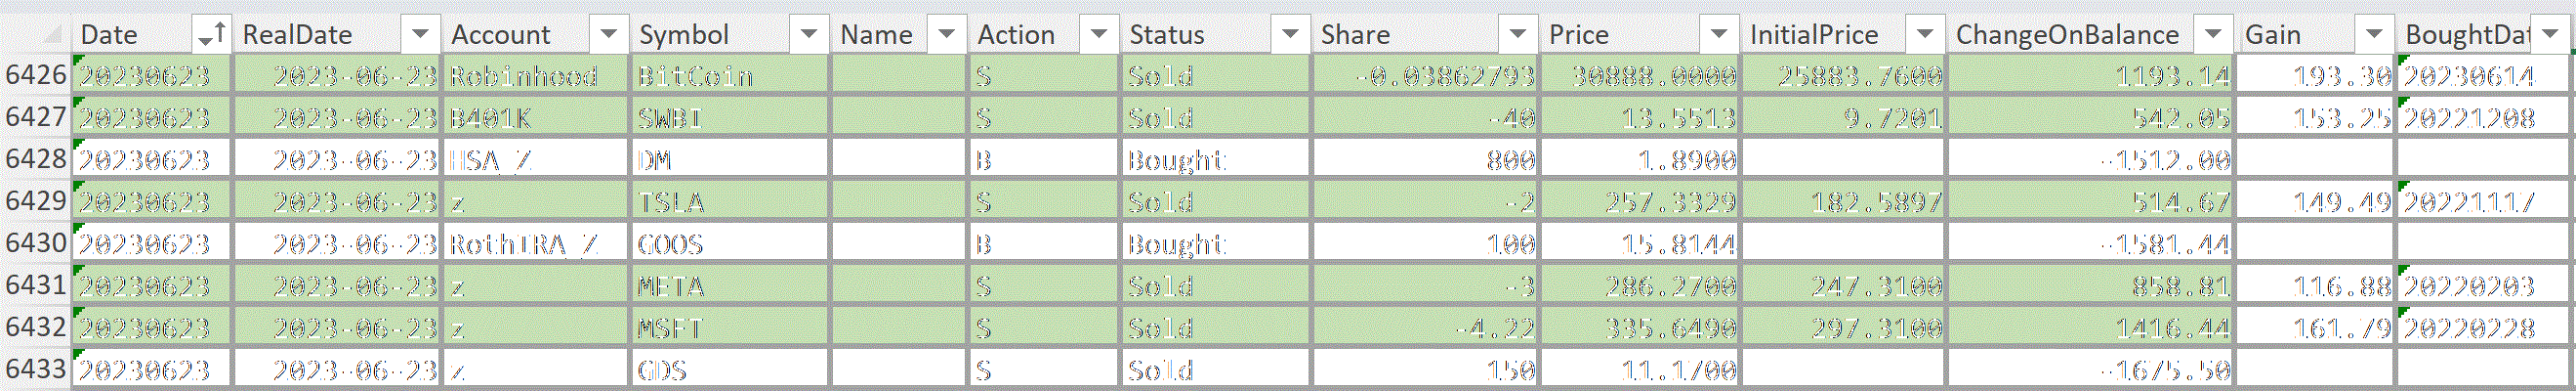 Date RealDate Account Symbol Name Action Status Share Price InitialPrice ChangeOnBalance Gain BoughtDat
6426 20230623 2023-06-23 Robinhood BitCoin S Sold -0.03862793 30888.0000 25883.7600 1193.14 193.30 20230614
6427 20230623 2023-06-23 B401K SWBI S Sold -40 13.5513 9.7201 542.05 153.25 20221208
6428 20230623 2023-06-23 HSA_Z DM B Bought 800 1.8900 -1512.00
6429 20230623 2023-06-23 z TSLA S Sold -2 257.3329 182.5897 514.67 149.49 20221117
6430 20230623 2023-06-23 RothIRA_Z GOOS B Bought 100 15.8144 -1581.44
6431 20230623 2023-06-23 z META S Sold -3 286.2700 247.3100 858.81 116.88 20220203
6432 20230623 2023-06-23 z MSFT S Sold -4.22 335.6490 297.3100 1416.44 161.79 20220228
6433 20230623 2023-06-23 z GDS S Sold 150 11.1700 -1675.50